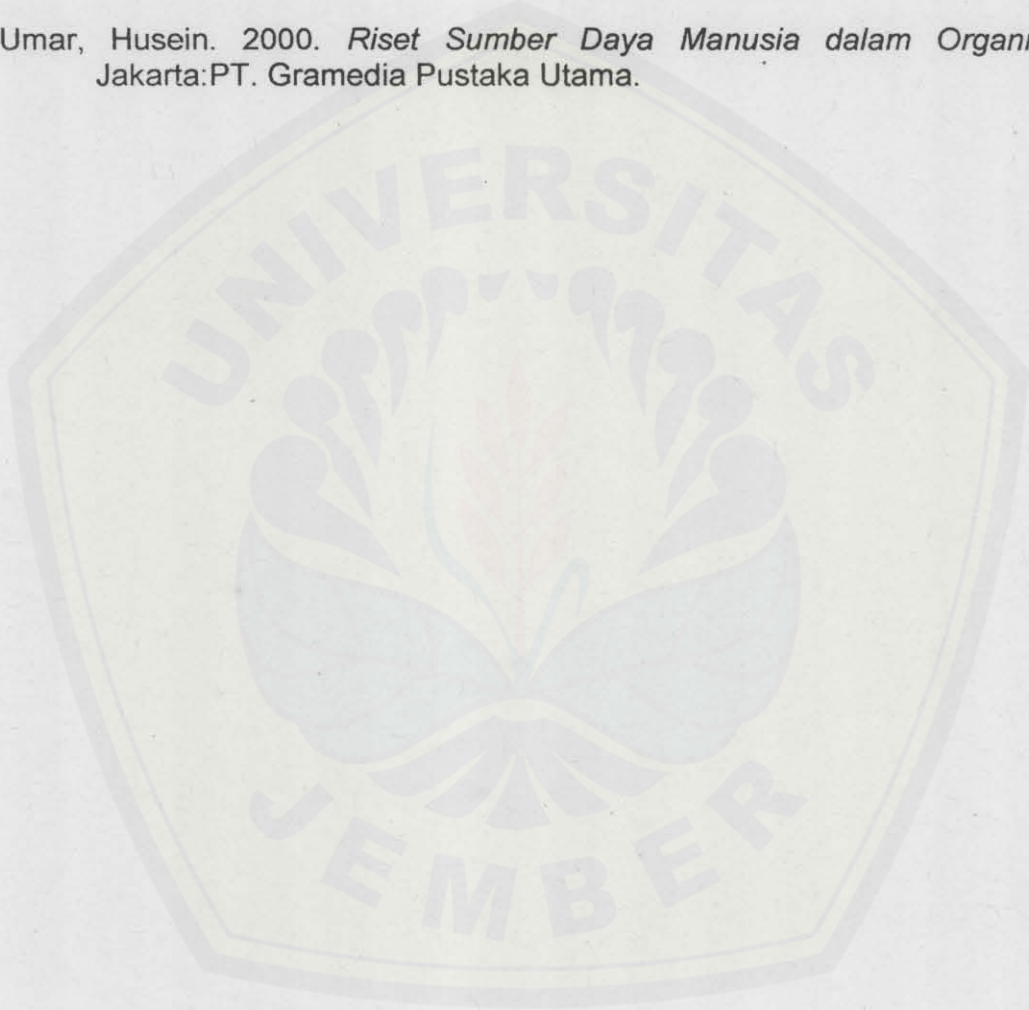 Umar, Husein. 2000. Riset Sumber Daya Manusia dalam Organi
Jakarta:PT. Gramedia Pustaka Utama.
UNIVERSITAS
JEMBER